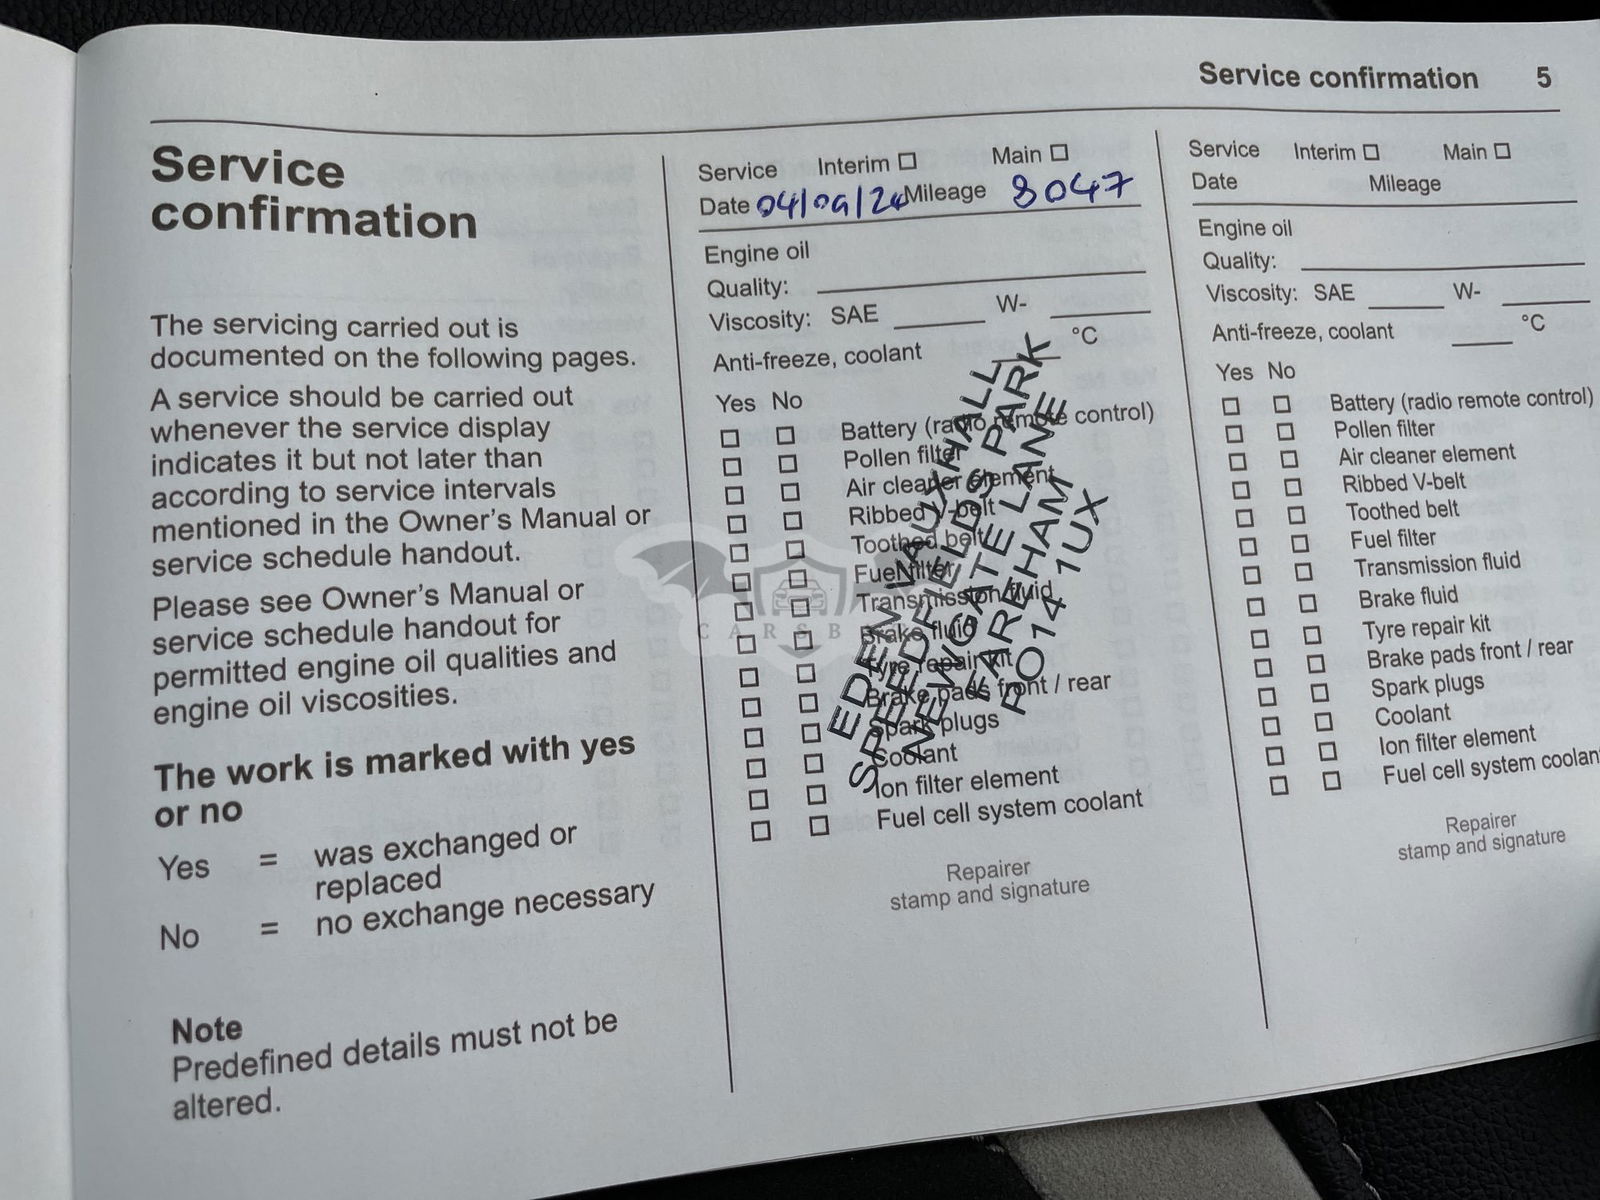 Service confirmation 5
Service
confirmation
The servicing carried out is
documented on the following pages.
A service should be carried out
whenever the service display
indicates it but not later than
according to service intervals
mentioned in the Owner's Manual or
service schedule handout.
Please see Owner's Manual or
service schedule handout for
permitted engine oil qualities and
engine oil viscosities.
The work is marked with yes
or no
Yes = was exchanged or
replaced
No = no exchange necessary
Note
Predefined details must not be
altered.
Service Interim Main
Date 04/09/24 Mileage 8047
Engine oil
Quality:
Viscosity: SAE W-
Anti-freeze, coolant °C
Yes No
Battery (radio remote control)
Pollen filter
Air cleaner element
Ribbed V-belt
Toothed belt
Fuel filter
Transmission fluid
Brake fluid
Tyre repair kit
Brake pads front / rear
Spark plugs
Coolant
Ion filter element
Fuel cell system coolant
EDEN VAUXHALL
SPEEDFIELDS PARK
NEWGATE LANE
FAREHAM
PO14 1UX
CARSB
Repairer
stamp and signature
Service Interim Main
Date Mileage
Engine oil
Quality:
Viscosity: SAE W-
Anti-freeze, coolant °C
Yes No
Battery (radio remote control)
Pollen filter
Air cleaner element
Ribbed V-belt
Toothed belt
Fuel filter
Transmission fluid
Brake fluid
Tyre repair kit
Brake pads front / rear
Spark plugs
Coolant
Ion filter element
Fuel cell system coolan
Repairer
stamp and signature